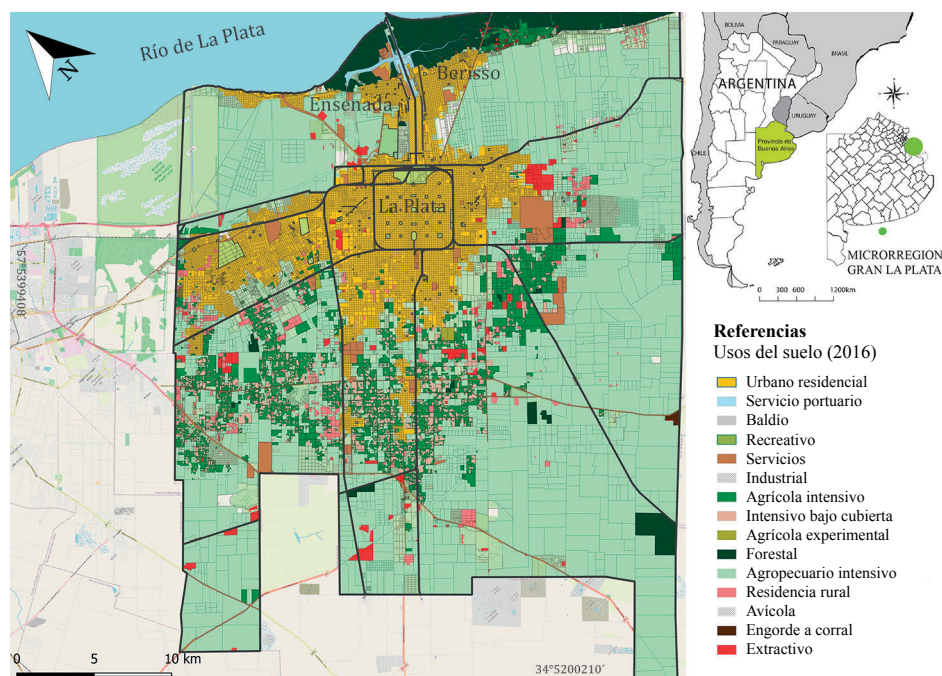 Río de La Plata
N
Berisso
Ensenada
La Plata
57°5399408´
34°5200210´
0 5 10 km
BOLIVIA
PARAGUAY
BRASIL
ARGENTINA
URUGUAY
CHILE
Provincia de
Buenos Aires
MICRORREGION
GRAN LA PLATA
0 300 600 1200km
Referencias
Usos del suelo (2016)
Urbano residencial
Servicio portuario
Baldío
Recreativo
Servicios
Industrial
Agrícola intensivo
Intensivo bajo cubierta
Agrícola experimental
Forestal
Agropecuario intensivo
Residencia rural
Avícola
Engorde a corral
Extractivo